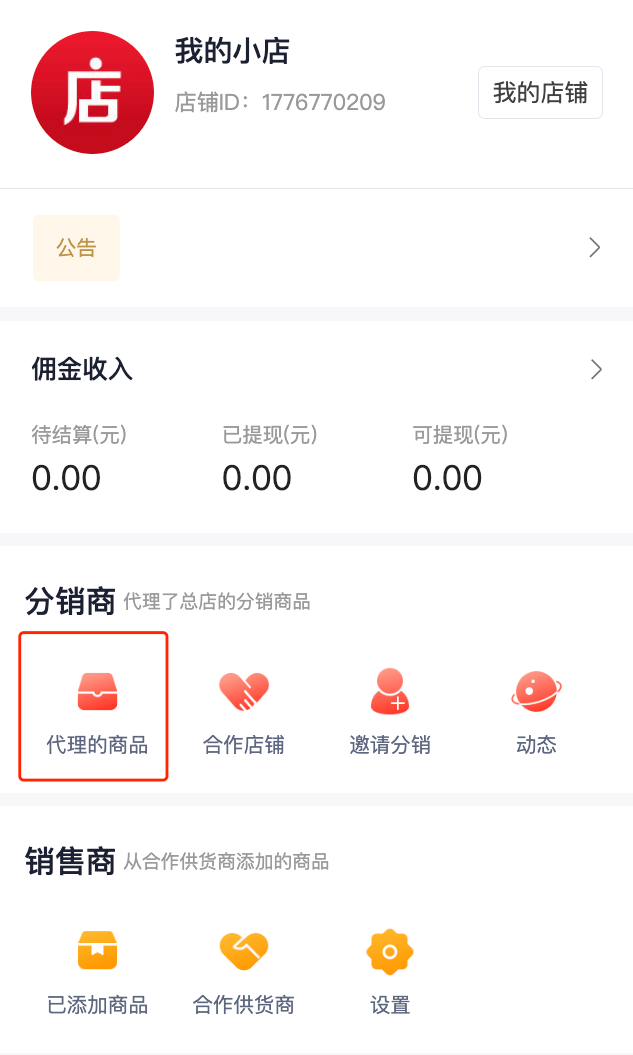 店
我的小店
店铺ID：1776770209
我的店铺
公告
佣金收入
待结算(元) 已提现(元) 可提现(元)
0.00 0.00 0.00
分销商 代理了总店的分销商品
代理的商品 合作店铺 邀请分销 动态
销售商 从合作供货商添加的商品
已添加商品 合作供货商 设置